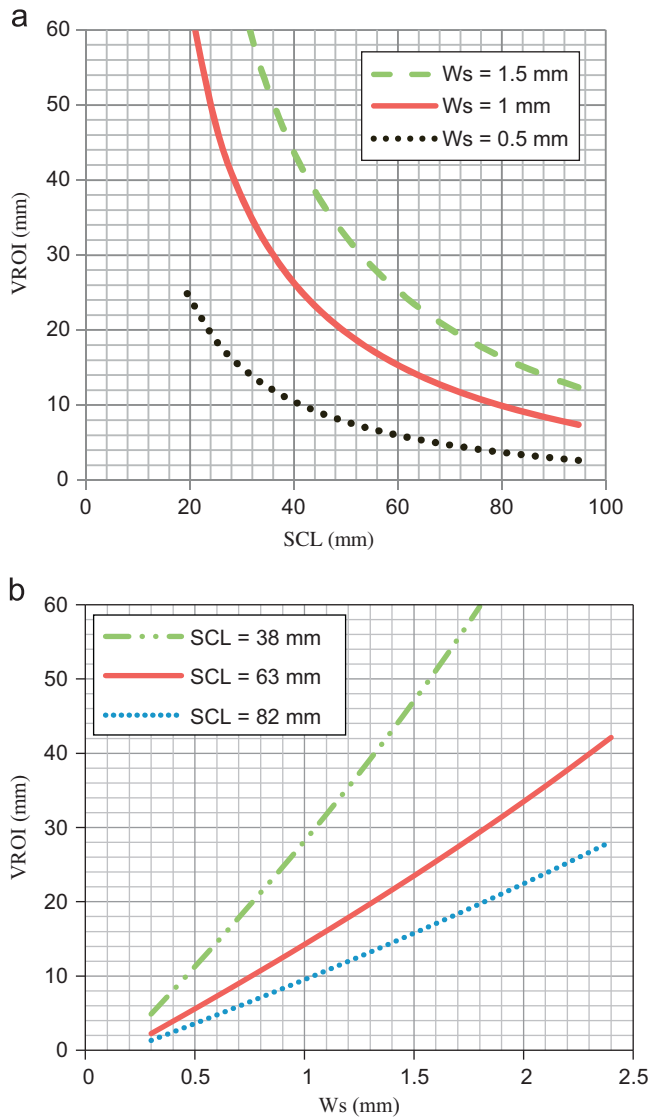 a
60
50
40
30
20
10
0
VROI (mm)
Ws = 1.5 mm
Ws = 1 mm
Ws = 0.5 mm
0 20 40 60 80 100
SCL (mm)
b
60
50
40
30
20
10
0
VROI (mm)
SCL = 38 mm
SCL = 63 mm
SCL = 82 mm
0 0.5 1 1.5 2 2.5
Ws (mm)